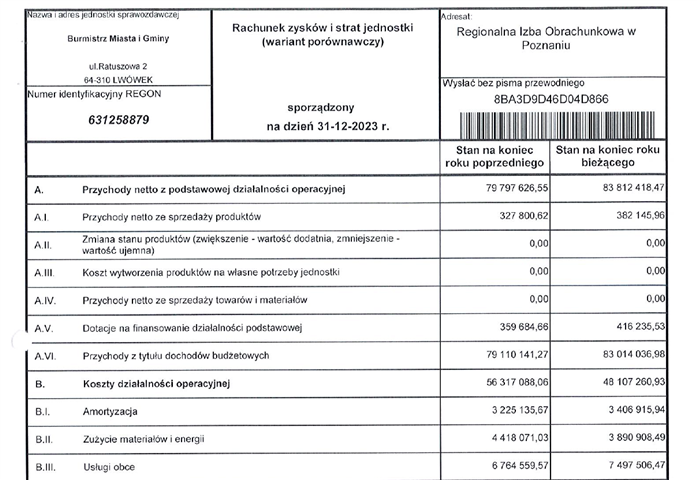 Nazwa i adres jednostki sprawozdawczej
Burmistrz Miasta i Gminy
ul.Ratuszowa 2
64-310 LWÓWEK
Numer identyfikacyjny REGON
631258879
Rachunek zysków i strat jednostki
(wariant porównawczy)
sporządzony
na dzień 31-12-2023 r.
Adresat:
Regionalna Izba Obrachunkowa w
Poznaniu
Wysłać bez pisma przewodniego
8BA3D9D46D04D866
Stan na koniec
roku poprzedniego
Stan na koniec roku
bieżącego
A. Przychody netto z podstawowej działalności operacyjnej 79 797 626,55 83 812 418,47
A.I. Przychody netto ze sprzedaży produktów 327 800,62 382 145,96
A.II. Zmiana stanu produktów (zwiększenie - wartość dodatnia, zmniejszenie - 0,00 0,00
wartość ujemna)
A.III. Koszt wytworzenia produktów na własne potrzeby jednostki 0,00 0,00
A.IV. Przychody netto ze sprzedaży towarów i materiałów 0,00 0,00
A.V. Dotacje na finansowanie działalności podstawowej 359 684,66 416 235,53
A.VI. Przychody z tytułu dochodów budżetowych 79 110 141,27 83 014 036,98
B. Koszty działalności operacyjnej 56 317 088,06 48 107 260,93
B.I. Amortyzacja 3 225 135,67 3 406 915,94
B.II. Zużycie materiałów i energii 4 418 071,03 3 890 908,49
B.III. Usługi obce 6 764 559,57 7 497 506,47